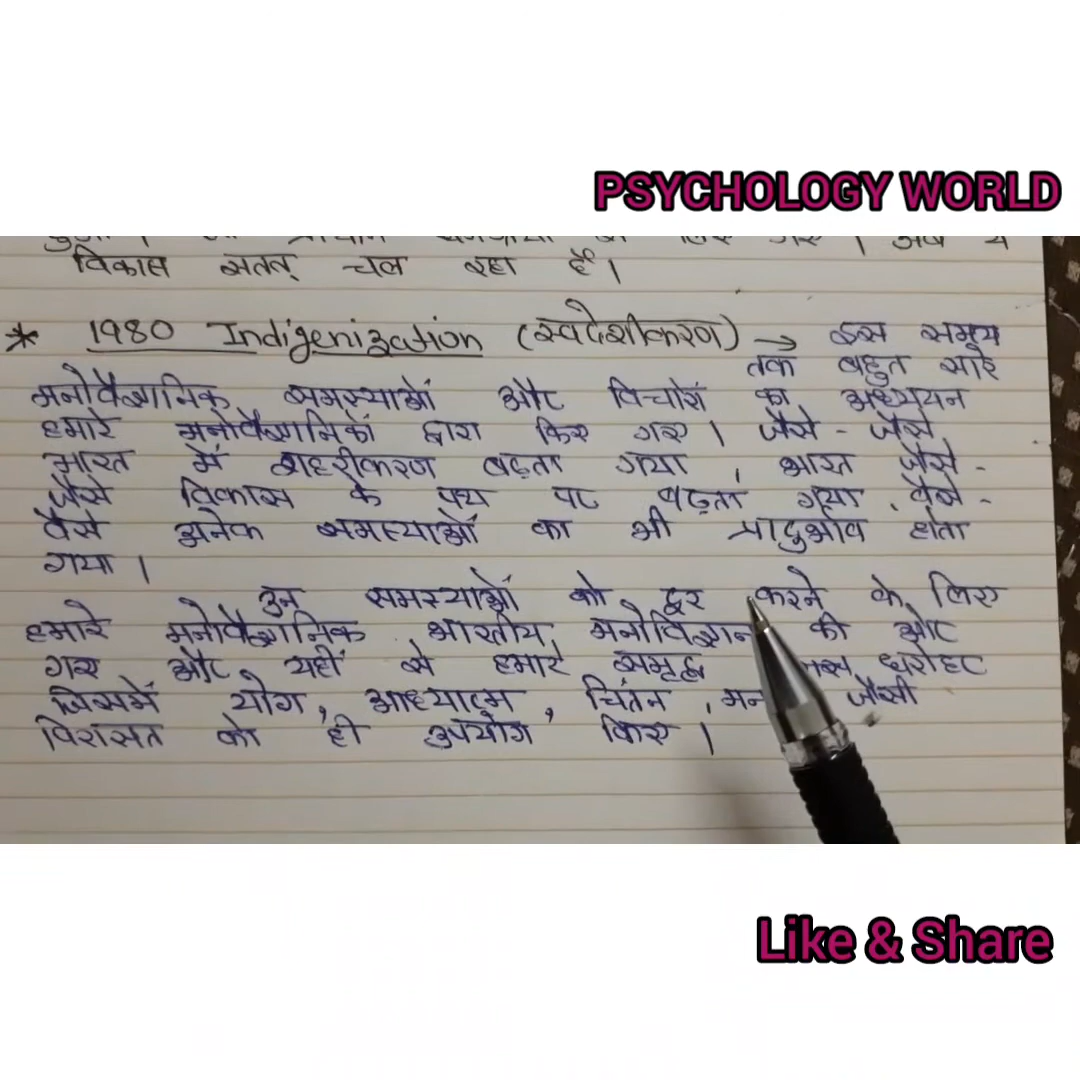 PSYCHOLOGY WORLD
विकास सतत् चल रहा है।
* 1980 Indigenization (स्वदेशीकरण) → इस समय
तक बहुत सारे
मनोवैज्ञानिक समस्याओं और विचारों का अध्ययन
हमारे मनोवैज्ञानिकों द्वारा किए गए। जैसे - जैसे
भारत में शहरीकरण बढ़ता गया, भारत जैसे -
जैसे विकास के पथ पर बढ़ता गया, वैसे -
वैसे अनेक समस्याओं का भी प्रादुर्भाव होता
गया।
उन समस्याओं को दूर करने के लिए
हमारे मनोवैज्ञानिक भारतीय मनोविज्ञान की ओर
गए और यहीं से हमारे समृद्ध धरोहर
जिसमें योग, आध्यात्म, चिंतन, जैसी
विरासत को ही उपयोग किए।
Like & Share